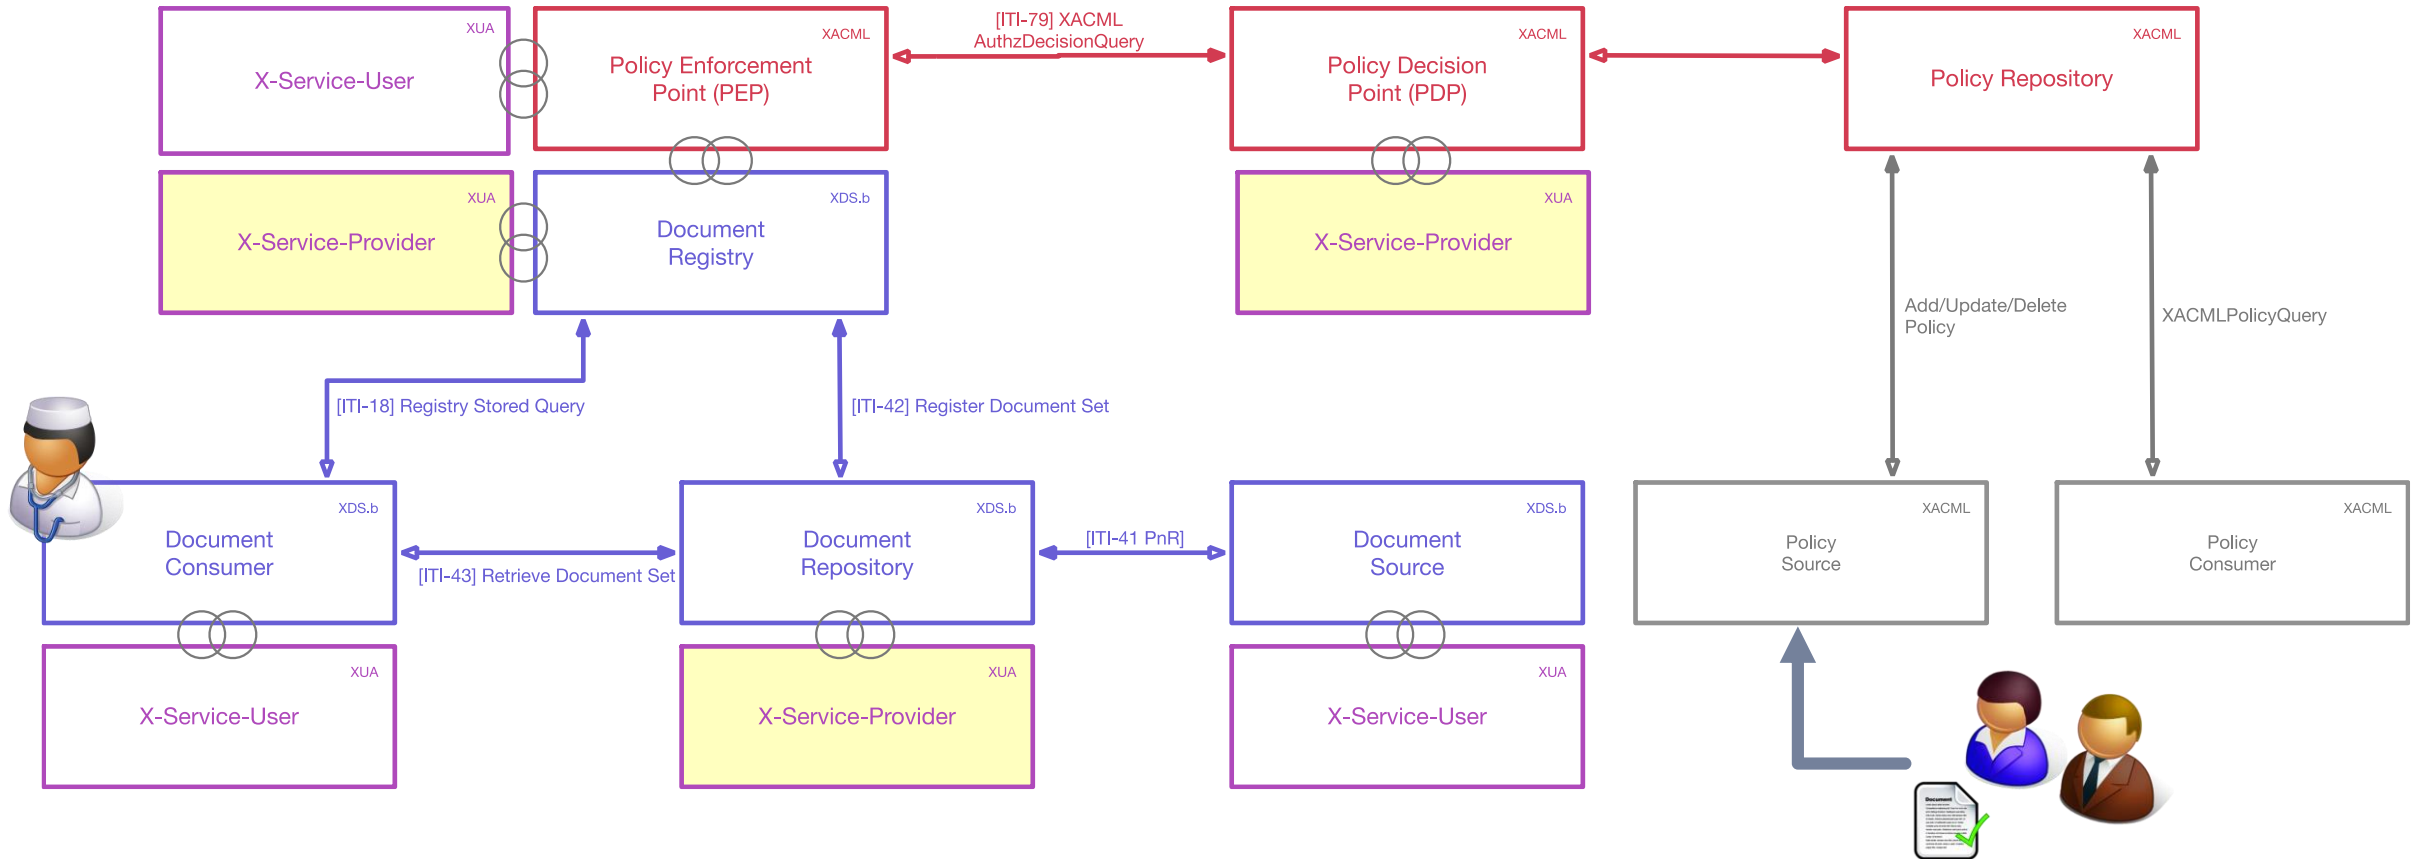 XUA
X-Service-User
XACML
Policy Enforcement
Point (PEP)
[ITI-79] XACML
AuthzDecisionQuery
XACML
Policy Decision
Point (PDP)
XACML
Policy Repository
XUA
X-Service-Provider
XDS.b
Document
Registry
XUA
X-Service-Provider
Add/Update/Delete
Policy
XACMLPolicyQuery
[ITI-18] Registry Stored Query
[ITI-42] Register Document Set
XDS.b
Document
Consumer
[ITI-43] Retrieve Document Set
XDS.b
Document
Repository
[ITI-41 PnR]
XDS.b
Document
Source
XACML
Policy
Source
XACML
Policy
Consumer
XUA
X-Service-User
XUA
X-Service-Provider
XUA
X-Service-User
Document